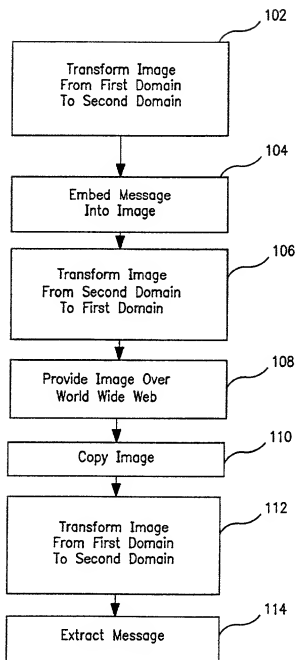 102
Transform Image
From First Domain
To Second Domain
104
Embed Message
Into Image
106
Transform Image
From Second Domain
To First Domain
108
Provide Image Over
World Wide Web
110
Copy Image
112
Transform Image
From First Domain
To Second Domain
114
Extract Message